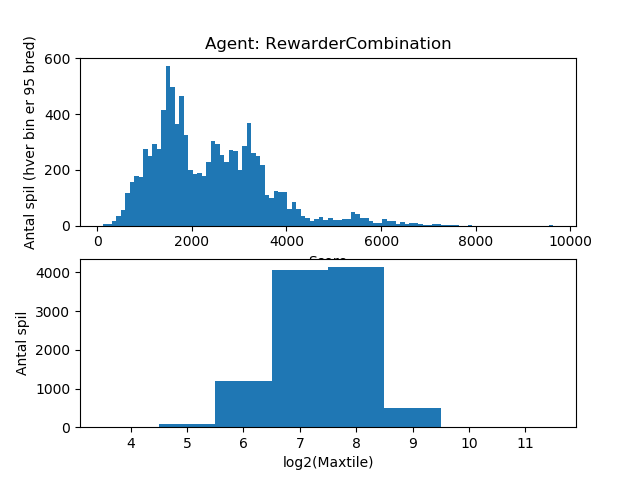 Agent: RewarderCombination
Antal spil (hver bin er 95 bred)
600
400
200
0
0 2000 4000 6000 8000 10000
Antal spil
4000
3000
2000
1000
0
4 5 6 7 8 9 10 11
log2(Maxtile)